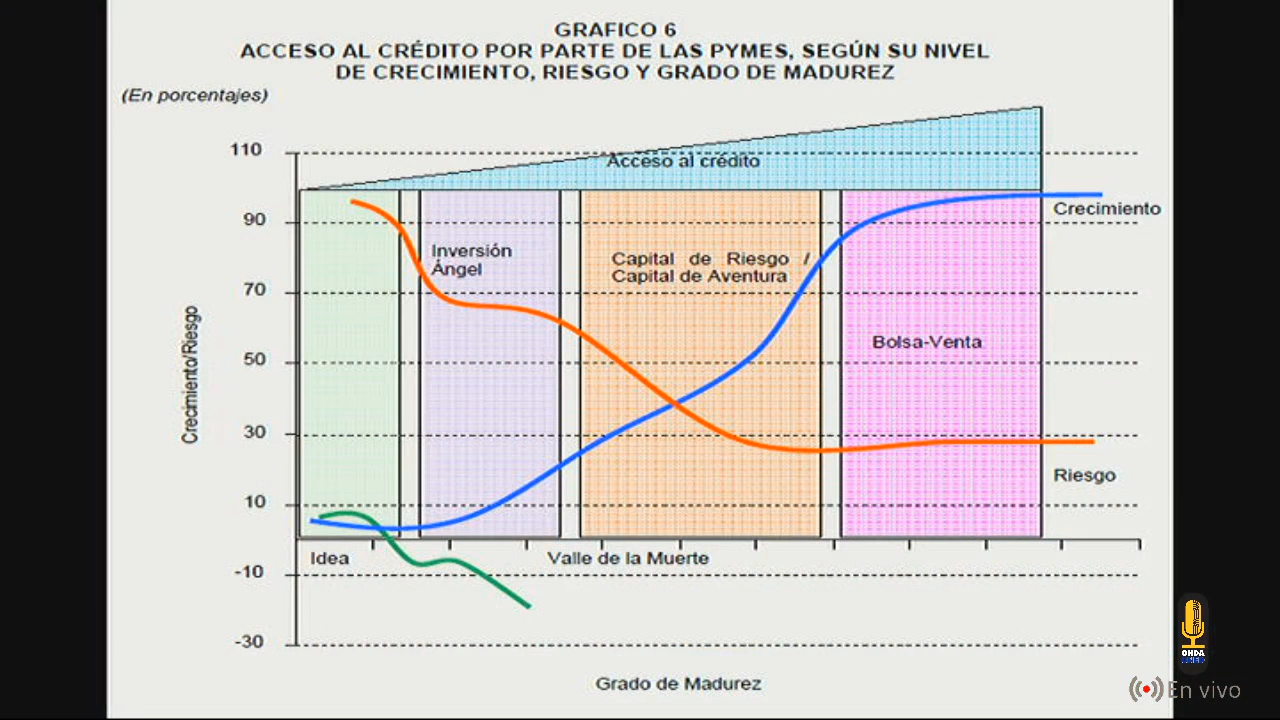 GRAFICO 6
ACCESO AL CRÉDITO POR PARTE DE LAS PYMES, SEGÚN SU NIVEL
DE CRECIMIENTO, RIESGO Y GRADO DE MADUREZ
(En porcentajes)
110
Acceso al crédito
90
Crecimiento
Inversión
Ángel
Capital de Riesgo /
Capital de Aventura
70
Bolsa-Venta
50
Crecimiento/Riesgo
30
Riesgo
10
Idea
Valle de la Muerte
-10
-30
Grado de Madurez
ONDA
En vivo